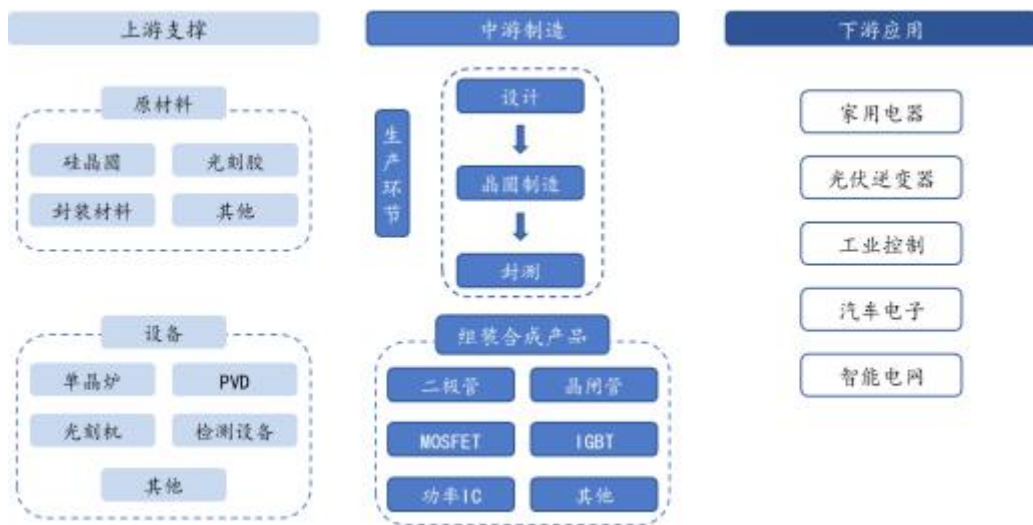 上游支撑
原材料
硅晶圆
光刻胶
封装材料
其他
设备
单晶炉
PVD
光刻机
检测设备
其他
中游制造
生产环节
设计
晶圆制造
封测
组装合成产品
二极管
晶闸管
MOSFET
IGBT
功率IC
其他
下游应用
家用电器
光伏逆变器
工业控制
汽车电子
智能电网